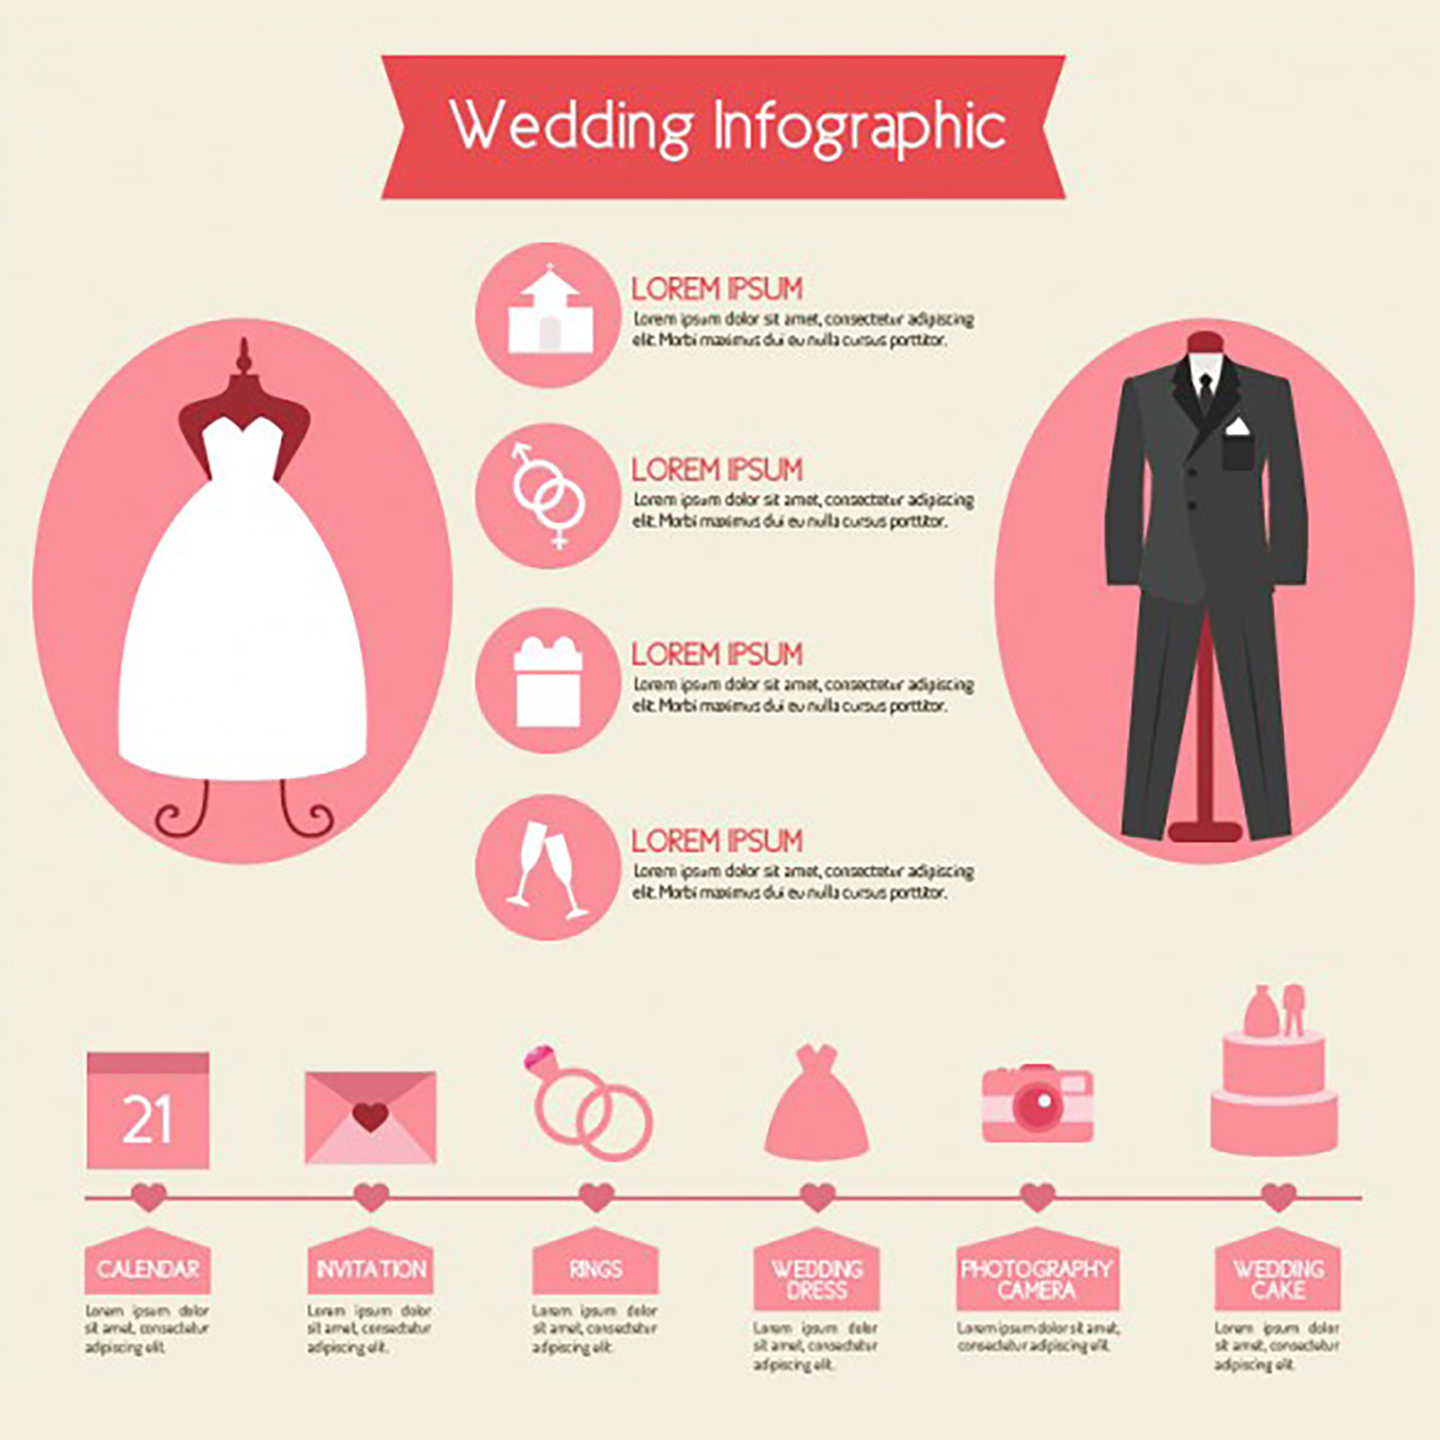 Wedding Infographic
LOREM IPSUM
Lorem ipsum dolor sit amet, consectetur adipiscing
elit. Morbi maximus dui eu nulla cursus porttitor.
LOREM IPSUM
Lorem ipsum dolor sit amet, consectetur adipiscing
elit. Morbi maximus dui eu nulla cursus porttitor.
LOREM IPSUM
Lorem ipsum dolor sit amet, consectetur adipiscing
elit. Morbi maximus dui eu nulla cursus porttitor.
LOREM IPSUM
Lorem ipsum dolor sit amet, consectetur adipiscing
elit. Morbi maximus dui eu nulla cursus porttitor.
21
CALENDAR
Lorem ipsum dolor
sit amet, consectetur
adipiscing elit.
INVITATION
Lorem ipsum dolor
sit amet, consectetur
adipiscing elit.
RINGS
Lorem ipsum dolor
sit amet, consectetur
adipiscing elit.
WEDDING
DRESS
Lorem ipsum dolor
sit amet, consectetur
adipiscing elit.
PHOTOGRAPHY
CAMERA
Lorem ipsum dolor sit amet,
consectetur adipiscing elit.
WEDDING
CAKE
Lorem ipsum dolor
sit amet, consectetur
adipiscing elit.